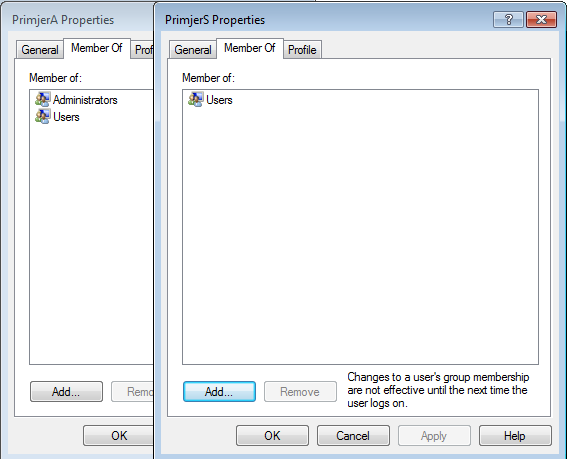 PrimjerA Properties
General Member Of Prof
Member of:
Administrators
Users
Add... Remo
OK
PrimjerS Properties
General Member Of Profile
Member of:
Users
Add... Remove
Changes to a user's group membership
are not effective until the next time the
user logs on.
OK Cancel Apply Help